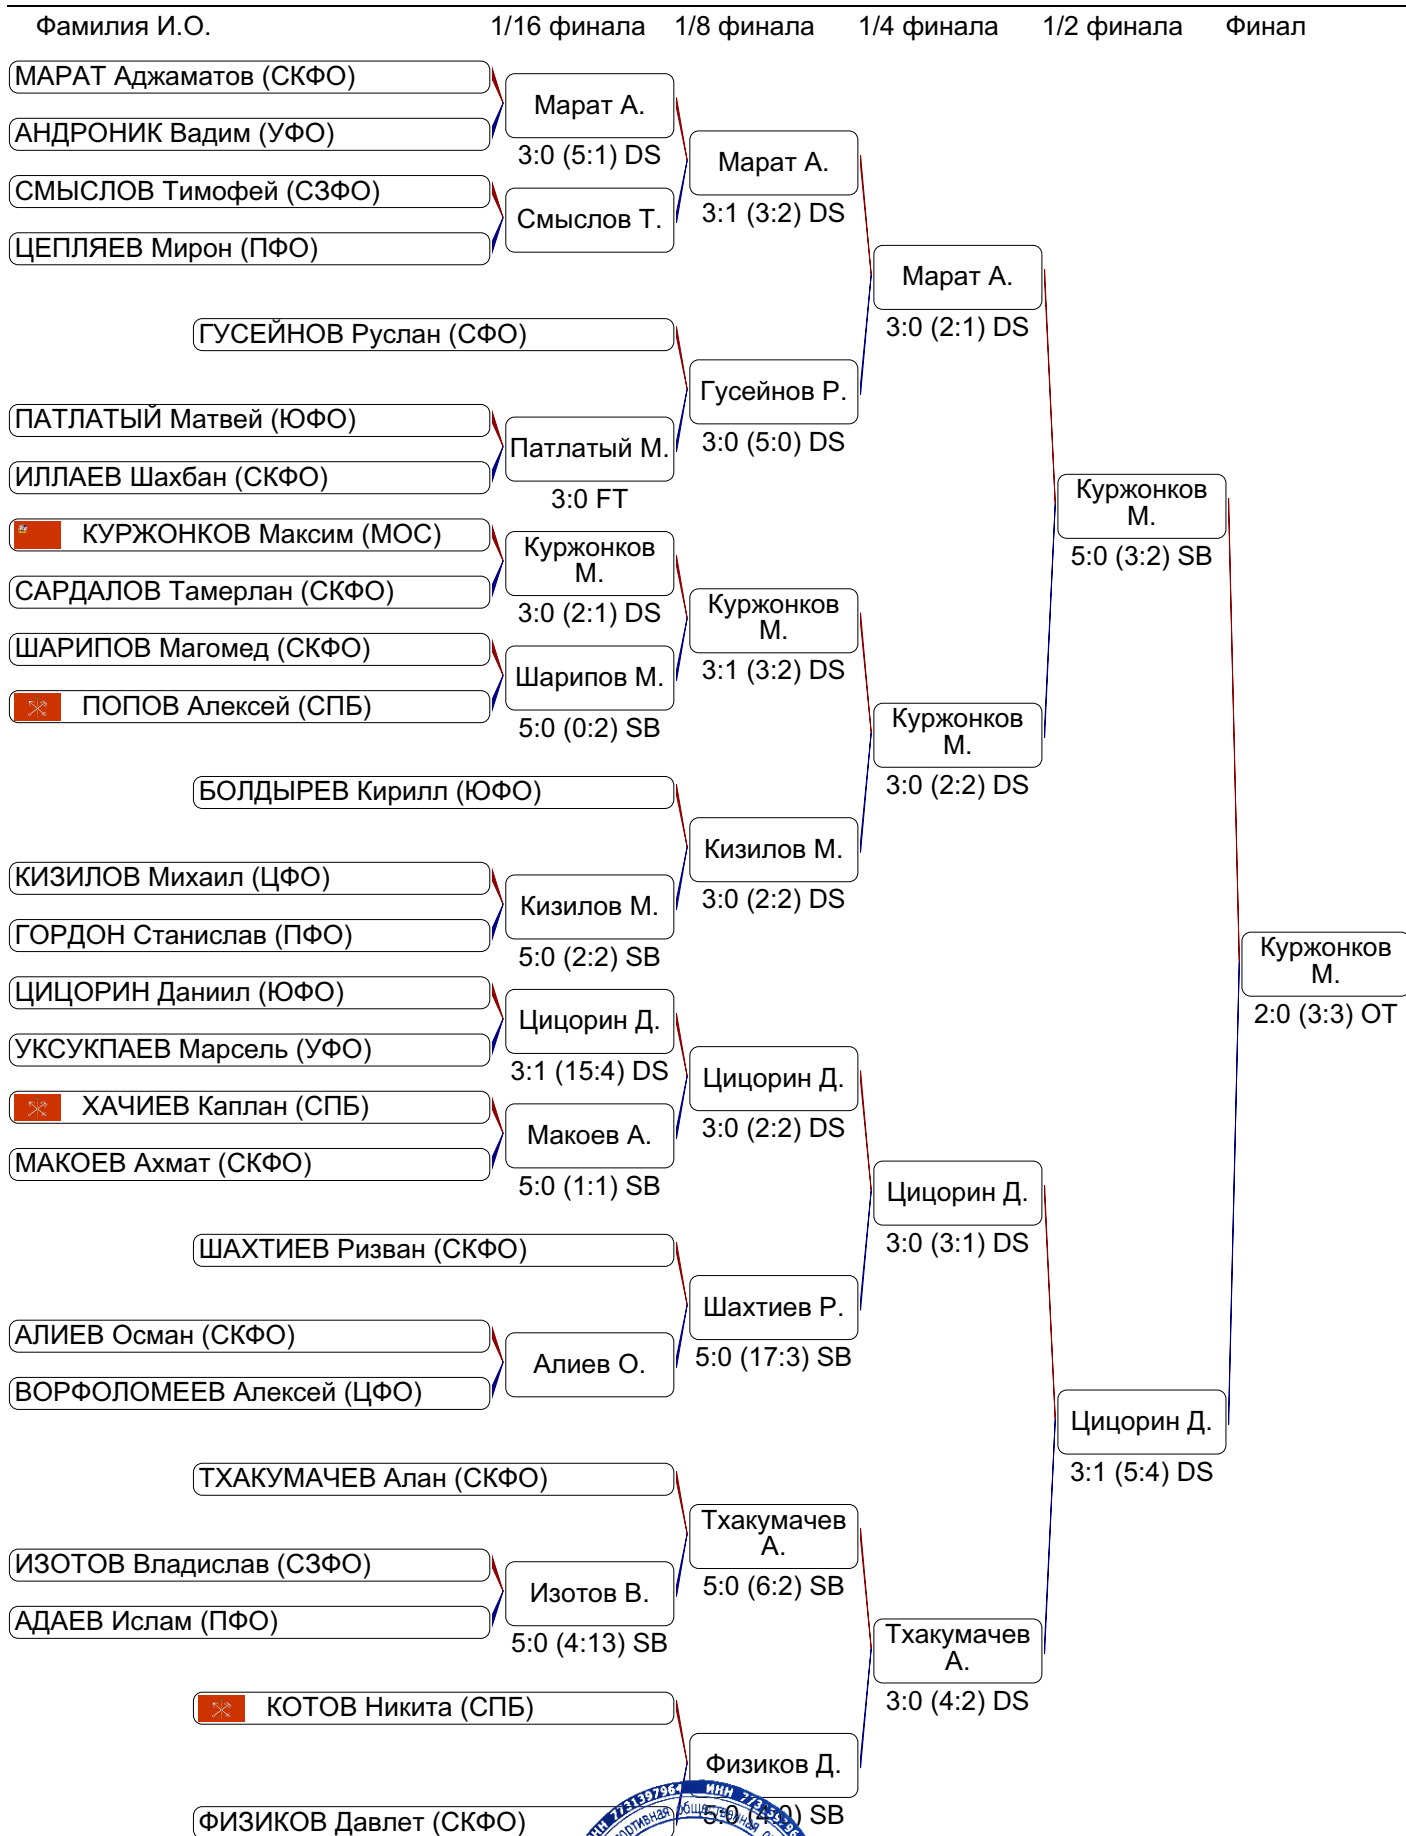 Фамилия И.О. 1/16 финала 1/8 финала 1/4 финала 1/2 финала Финал
МАРАТ Аджаматов (СКФО)
Марат А.
АНДРОНИК Вадим (УФО)
3:0 (5:1) DS
Марат А.
СМЫСЛОВ Тимофей (СЗФО)
3:1 (3:2) DS
Смыслов Т.
ЦЕПЛЯЕВ Мирон (ПФО)
Марат А.
3:0 (2:1) DS
ГУСЕЙНОВ Руслан (СФО)
Гусейнов Р.
3:0 (5:0) DS
ПАТЛАТЫЙ Матвей (ЮФО)
Патлатый М.
ИЛЛАЕВ Шахбан (СКФО)
3:0 FT
Куржонков
М.
5:0 (3:2) SB
КУРЖОНКОВ Максим (МОС)
Куржонков
М.
САРДАЛОВ Тамерлан (СКФО)
3:0 (2:1) DS
Куржонков
М.
3:1 (3:2) DS
ШАРИПОВ Магомед (СКФО)
Шарипов М.
ПОПОВ Алексей (СПБ)
5:0 (0:2) SB
Куржонков
М.
3:0 (2:2) DS
БОЛДЫРЕВ Кирилл (ЮФО)
Кизилов М.
3:0 (2:2) DS
КИЗИЛОВ Михаил (ЦФО)
Кизилов М.
ГОРДОН Станислав (ПФО)
5:0 (2:2) SB
Куржонков
М.
2:0 (3:3) OT
ЦИЦОРИН Даниил (ЮФО)
Цицорин Д.
УКСУКПАЕВ Марсель (УФО)
3:1 (15:4) DS
Цицорин Д.
3:0 (2:2) DS
ХАЧИЕВ Каплан (СПБ)
Макоев А.
МАКОЕВ Ахмат (СКФО)
5:0 (1:1) SB
Цицорин Д.
3:0 (3:1) DS
ШАХТИЕВ Ризван (СКФО)
Шахтиев Р.
5:0 (17:3) SB
АЛИЕВ Осман (СКФО)
Алиев О.
ВОРФОЛОМЕЕВ Алексей (ЦФО)
Цицорин Д.
3:1 (5:4) DS
ТХАКУМАЧЕВ Алан (СКФО)
Тхакумачев
А.
5:0 (6:2) SB
ИЗОТОВ Владислав (СЗФО)
Изотов В.
АДАЕВ Ислам (ПФО)
5:0 (4:13) SB
Тхакумачев
А.
3:0 (4:2) DS
КОТОВ Никита (СПБ)
Физиков Д.
5:0 (4:0) SB
ФИЗИКОВ Давлет (СКФО)
ИНН
общественная